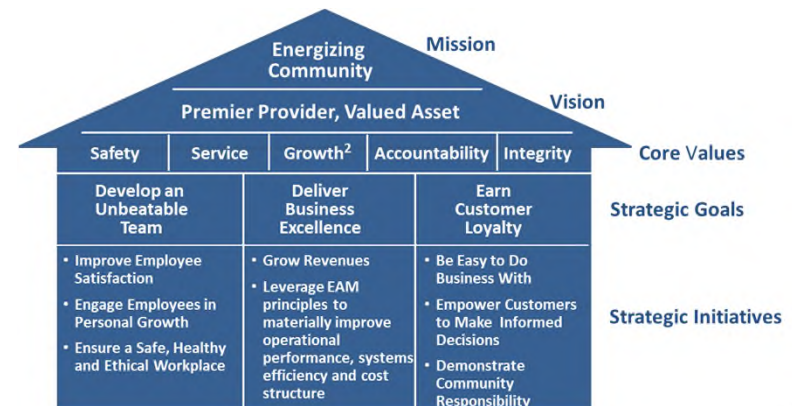 Energizing
Community
Mission
Premier Provider, Valued Asset
Vision
Safety
Service
Growth²
Accountability
Integrity
Core Values
Develop an
Unbeatable
Team
Deliver
Business
Excellence
Earn
Customer
Loyalty
Strategic Goals
• Improve Employee
Satisfaction
• Engage Employees in
Personal Growth
• Ensure a Safe, Healthy
and Ethical Workplace
• Grow Revenues
• Leverage EAM
principles to
materially improve
operational
performance, systems
efficiency and cost
structure
• Be Easy to Do
Business With
• Empower Customers
to Make Informed
Decisions
• Demonstrate
Community
Responsibility
Strategic Initiatives